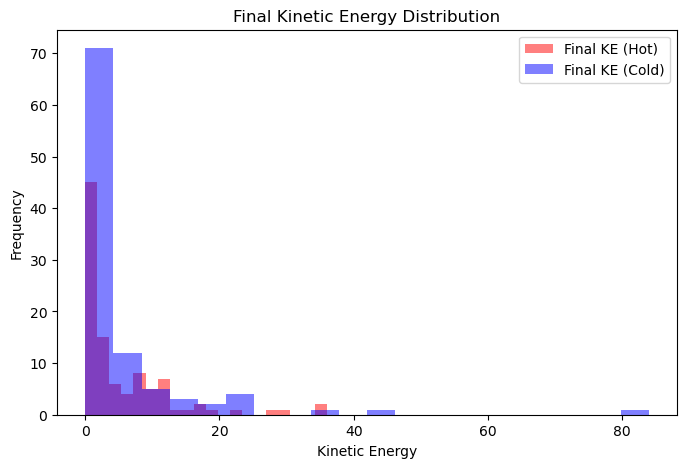 Final Kinetic Energy Distribution
Final KE (Hot)
Final KE (Cold)
70
60
50
40
30
20
10
0
Frequency
0 20 40 60 80
Kinetic Energy